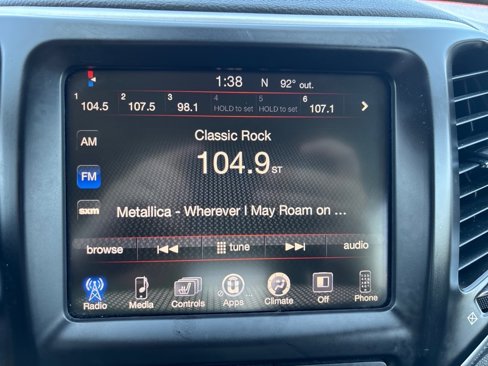 1:38 N 92° out.
1 104.5 2 107.5 3 98.1 4 HOLD to set 5 HOLD to set 6 107.1 >
AM
Classic Rock
104.9 ST
FM
sxm
Metallica - Wherever I May Roam on ...
browse tune audio
Radio Media Controls Apps Climate Off Phone